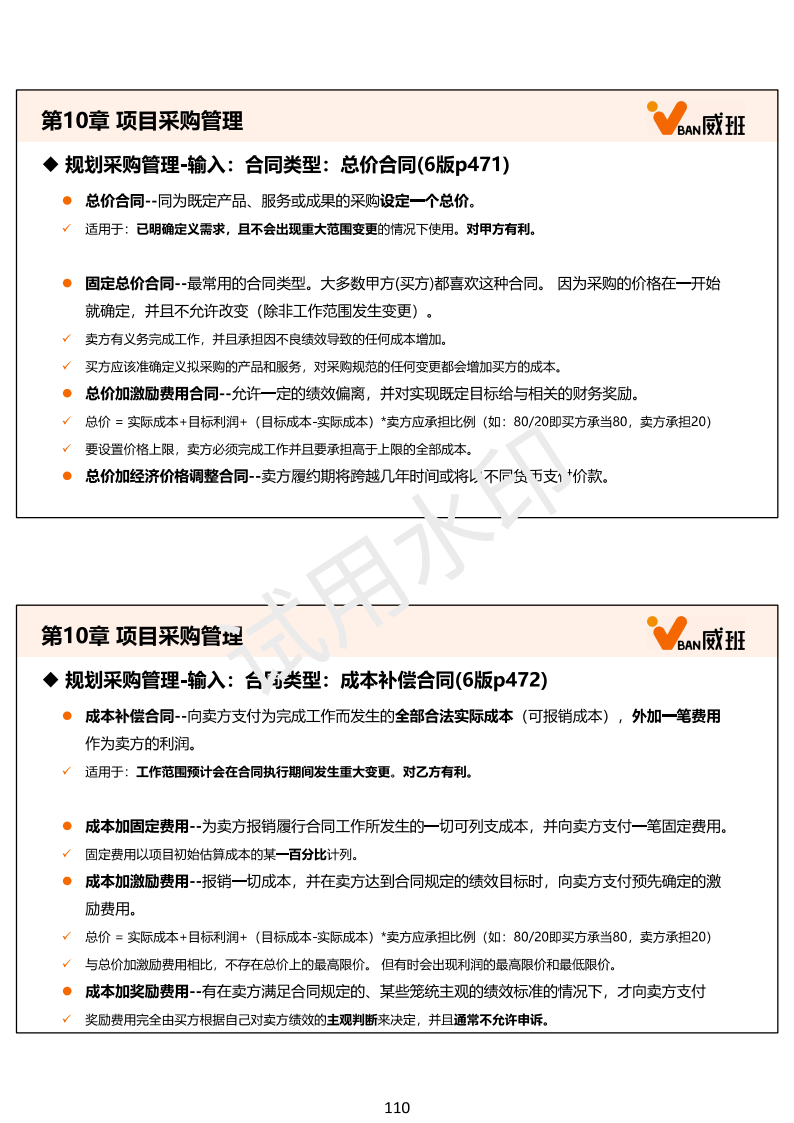 第10章 项目采购管理
BAN威班
◆ 规划采购管理-输入：合同类型：总价合同(6版p471)
● 总价合同--同为既定产品、服务或成果的采购设定一个总价。
✓ 适用于：已明确定义需求，且不会出现重大范围变更的情况下使用。对甲方有利。
● 固定总价合同--最常用的合同类型。大多数甲方(买方)都喜欢这种合同。 因为采购的价格在一开始
就确定，并且不允许改变（除非工作范围发生变更）。
✓ 卖方有义务完成工作，并且承担因不良绩效导致的任何成本增加。
✓ 买方应该准确定义拟采购的产品和服务，对采购规范的任何变更都会增加买方的成本。
● 总价加激励费用合同--允许一定的绩效偏离，并对实现既定目标给与相关的财务奖励。
✓ 总价 = 实际成本+目标利润+（目标成本-实际成本）*卖方应承担比例（如：80/20即买方承当80，卖方承担20）
✓ 要设置价格上限，卖方必须完成工作并且要承担高于上限的全部成本。
● 总价加经济价格调整合同--卖方履约期将跨越几年时间或将以不同货币支付价款。
试用水印
第10章 项目采购管理
BAN威班
◆ 规划采购管理-输入：合同类型：成本补偿合同(6版p472)
● 成本补偿合同--向卖方支付为完成工作而发生的全部合法实际成本（可报销成本），外加一笔费用
作为卖方的利润。
✓ 适用于：工作范围预计会在合同执行期间发生重大变更。对乙方有利。
● 成本加固定费用--为卖方报销履行合同工作所发生的一切可列支成本，并向卖方支付一笔固定费用。
✓ 固定费用以项目初始估算成本的某一百分比计列。
● 成本加激励费用--报销一切成本，并在卖方达到合同规定的绩效目标时，向卖方支付预先确定的激
励费用。
✓ 总价 = 实际成本+目标利润+（目标成本-实际成本）*卖方应承担比例（如：80/20即买方承当80，卖方承担20）
✓ 与总价加激励费用相比，不存在总价上的最高限价。 但有时会出现利润的最高限价和最低限价。
● 成本加奖励费用--有在卖方满足合同规定的、某些笼统主观的绩效标准的情况下，才向卖方支付
✓ 奖励费用完全由买方根据自己对卖方绩效的主观判断来决定，并且通常不允许申诉。
110